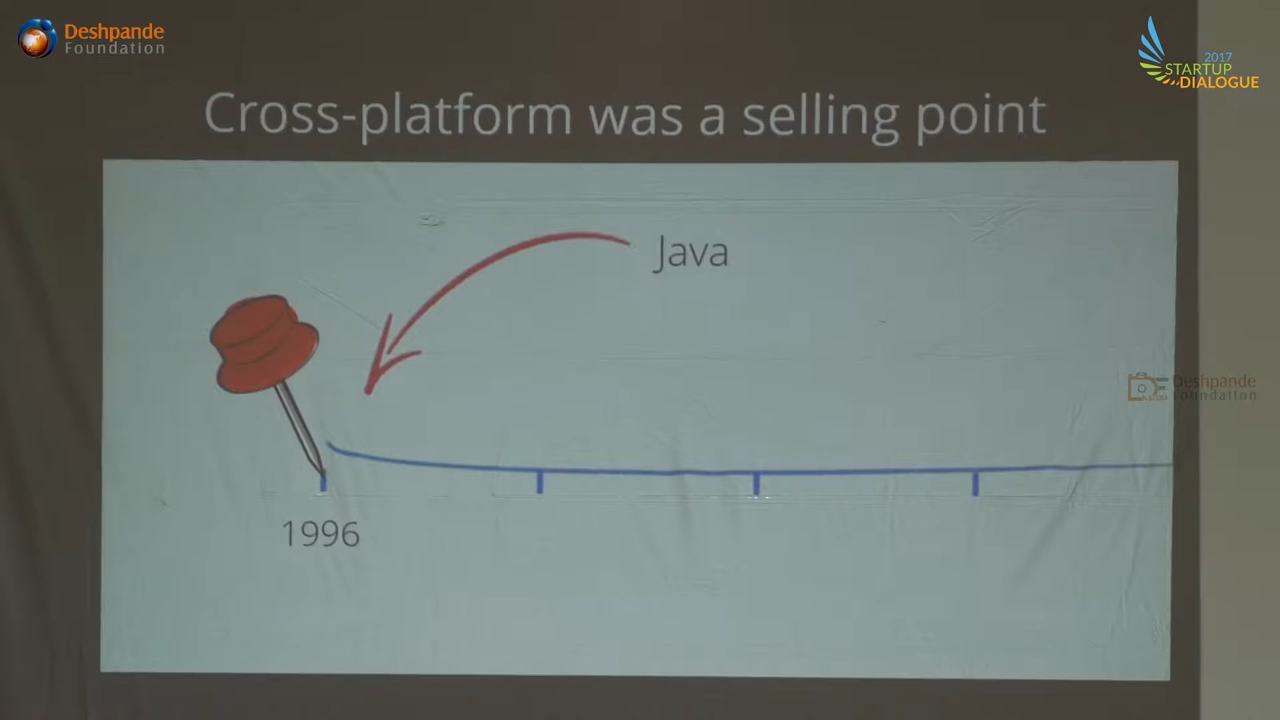 Deshpande
Foundation
2017
STARTUP
DIALOGUE
Cross-platform was a selling point
Java
Deshpande
Foundation
1996